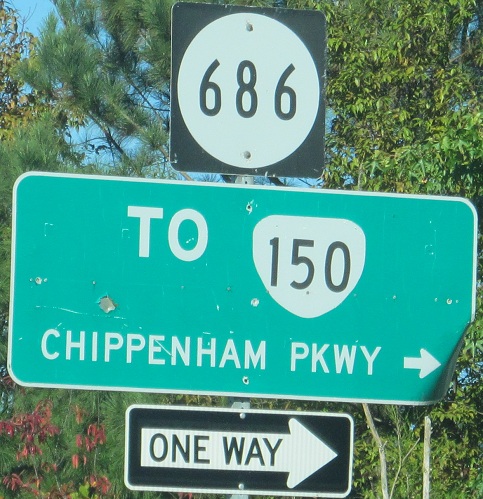 686
TO 150
CHIPPENHAM PKWY
ONE WAY